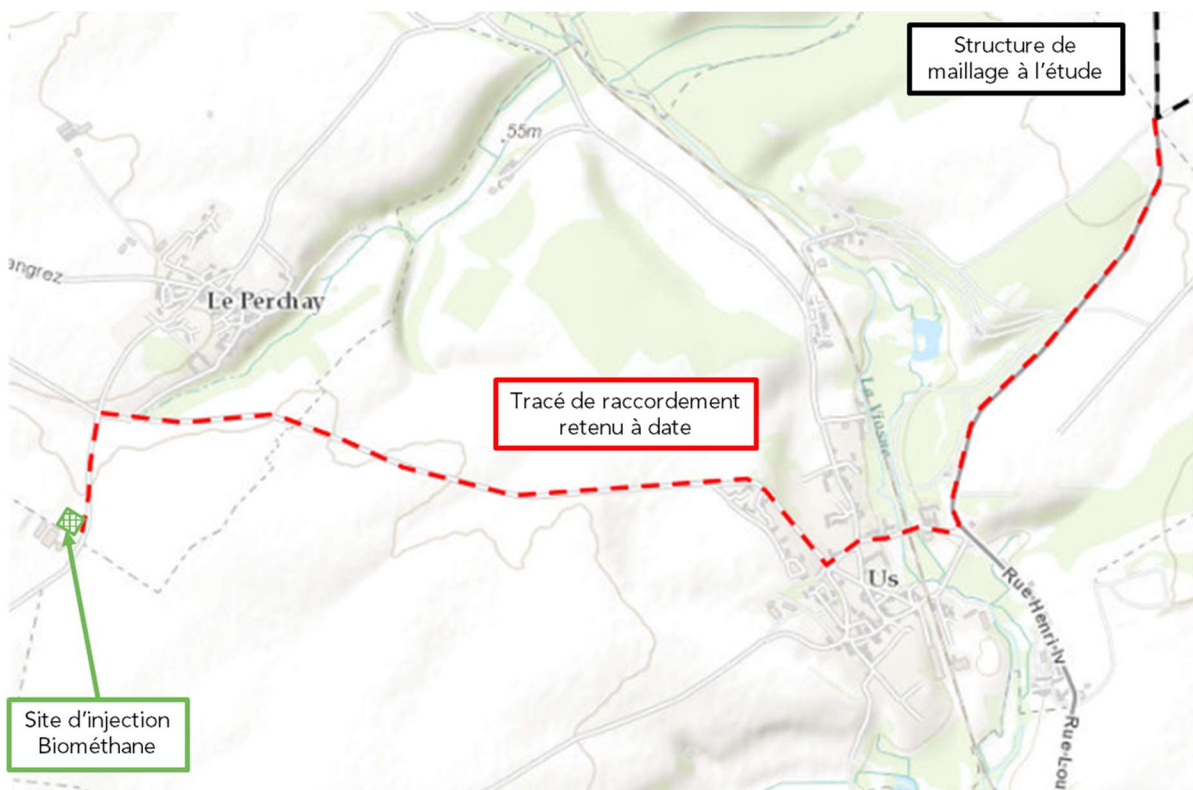 Structure de
maillage à l'étude
55m
angrez
Le Perchay
Tracé de raccordement
retenu à date
La Viosne
Us
Rue Henri-Iv
Rue-Lou
Site d'injection
Biométhane